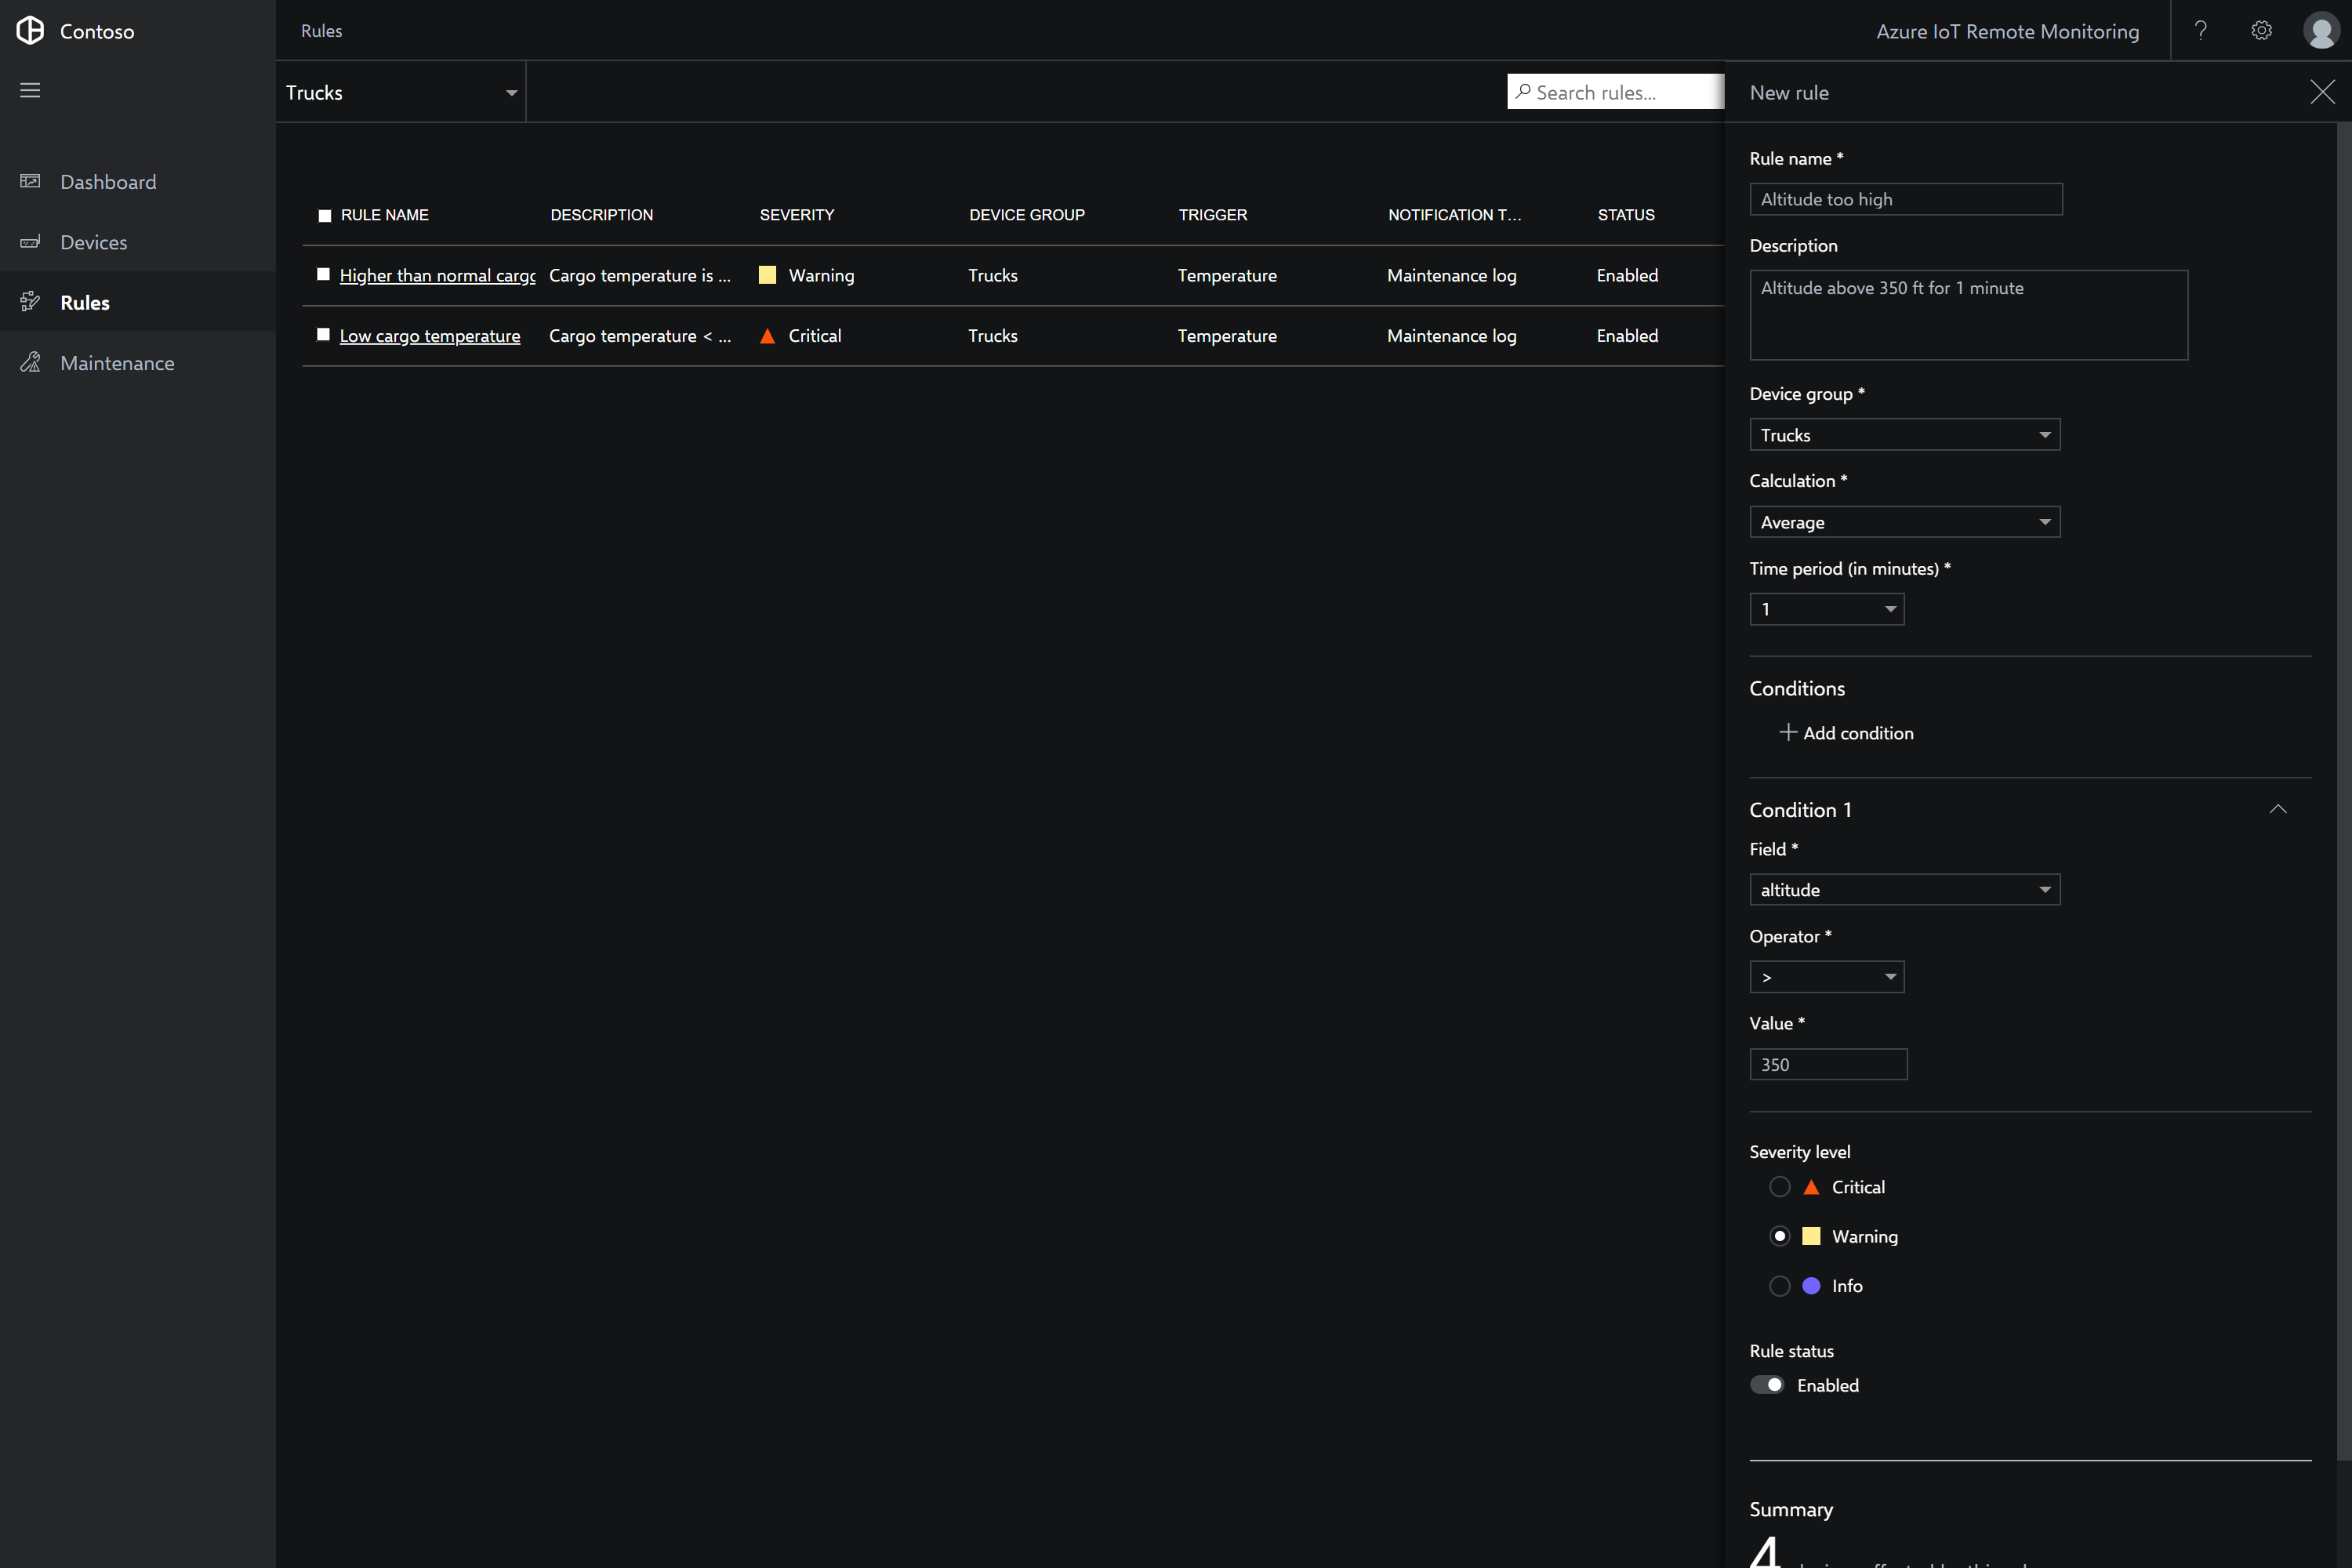 Contoso
Rules
Azure IoT Remote Monitoring
?
Trucks
Search rules...
Dashboard
Devices
Rules
Maintenance
RULE NAME DESCRIPTION SEVERITY DEVICE GROUP TRIGGER NOTIFICATION T... STATUS
Higher than normal cargo Cargo temperature is ... Warning Trucks Temperature Maintenance log Enabled
Low cargo temperature Cargo temperature < ... Critical Trucks Temperature Maintenance log Enabled
New rule
Rule name *
Altitude too high
Description
Altitude above 350 ft for 1 minute
Device group *
Trucks
Calculation *
Average
Time period (in minutes) *
1
Conditions
+ Add condition
Condition 1
Field *
altitude
Operator *
>
Value *
350
Severity level
Critical
Warning
Info
Rule status
Enabled
Summary
4